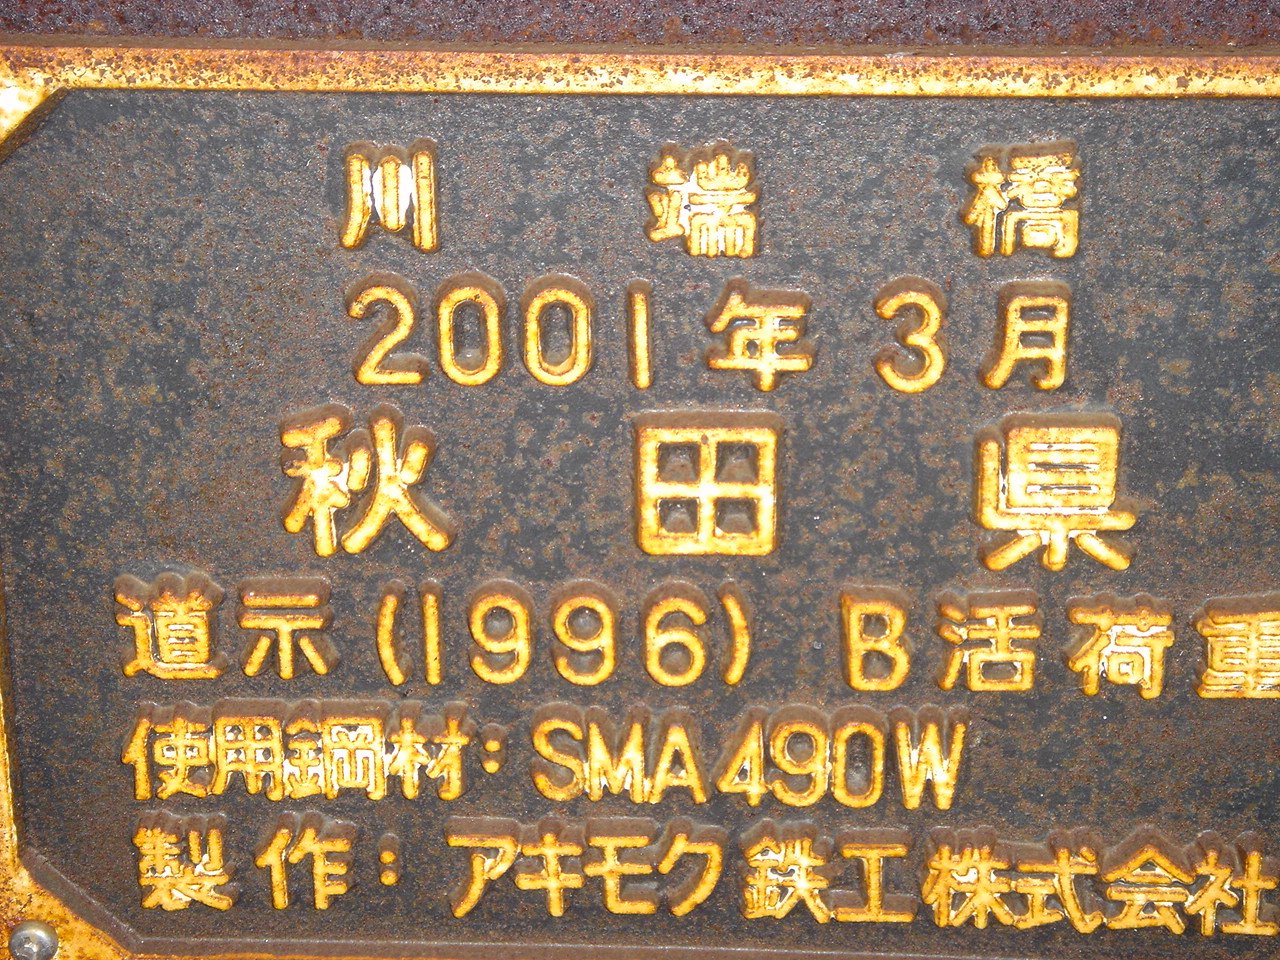 川端橋
2001年3月
秋田県
道示(1996)B活荷重
使用鋼材:SMA490W
製作:アキモク鉄工株式会社